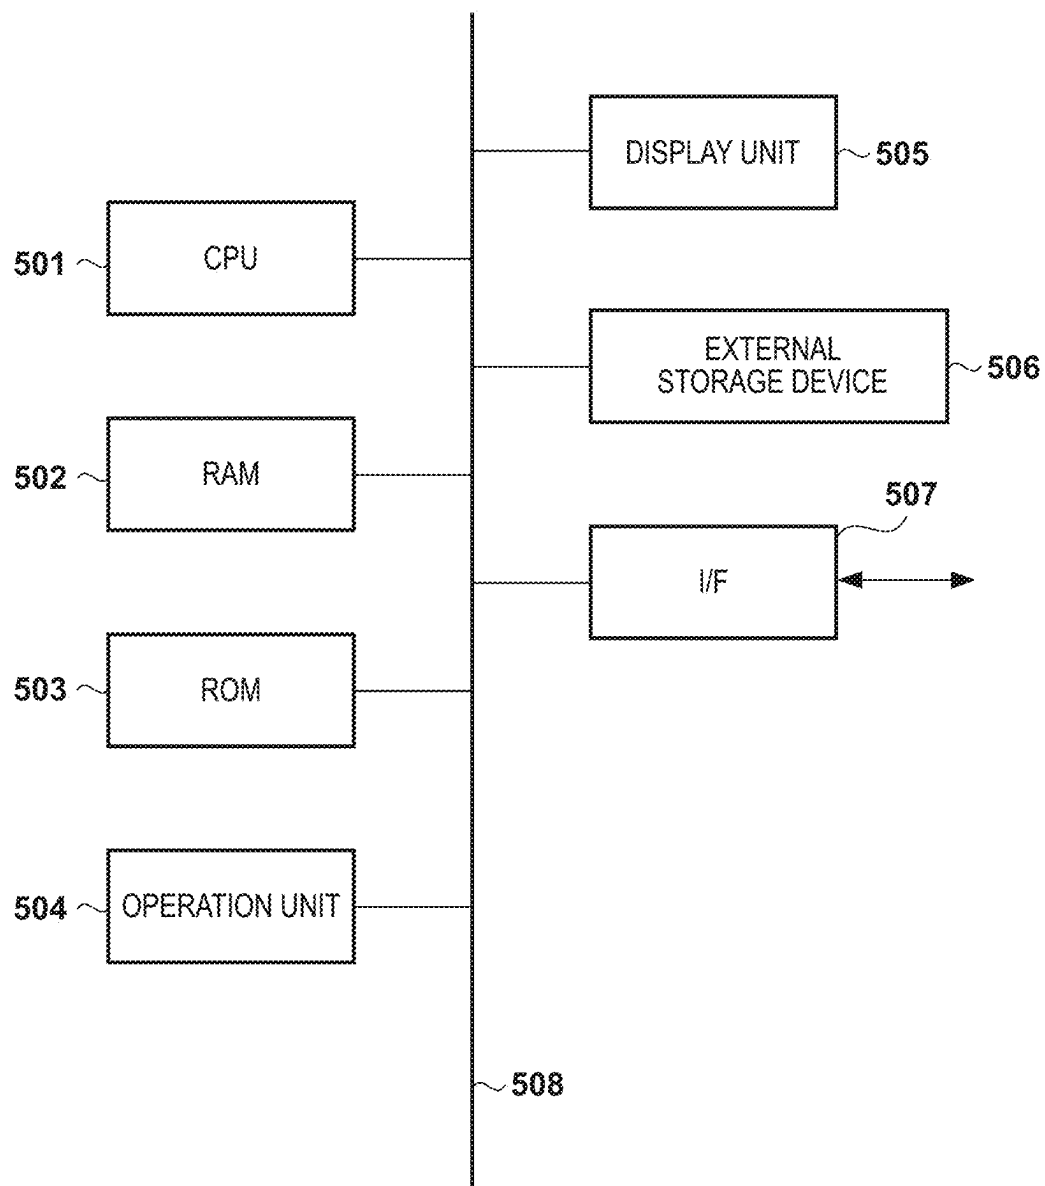 DISPLAY UNIT
505
501
CPU
EXTERNAL
STORAGE DEVICE
506
502
RAM
507
I/F
503
ROM
504
OPERATION UNIT
508